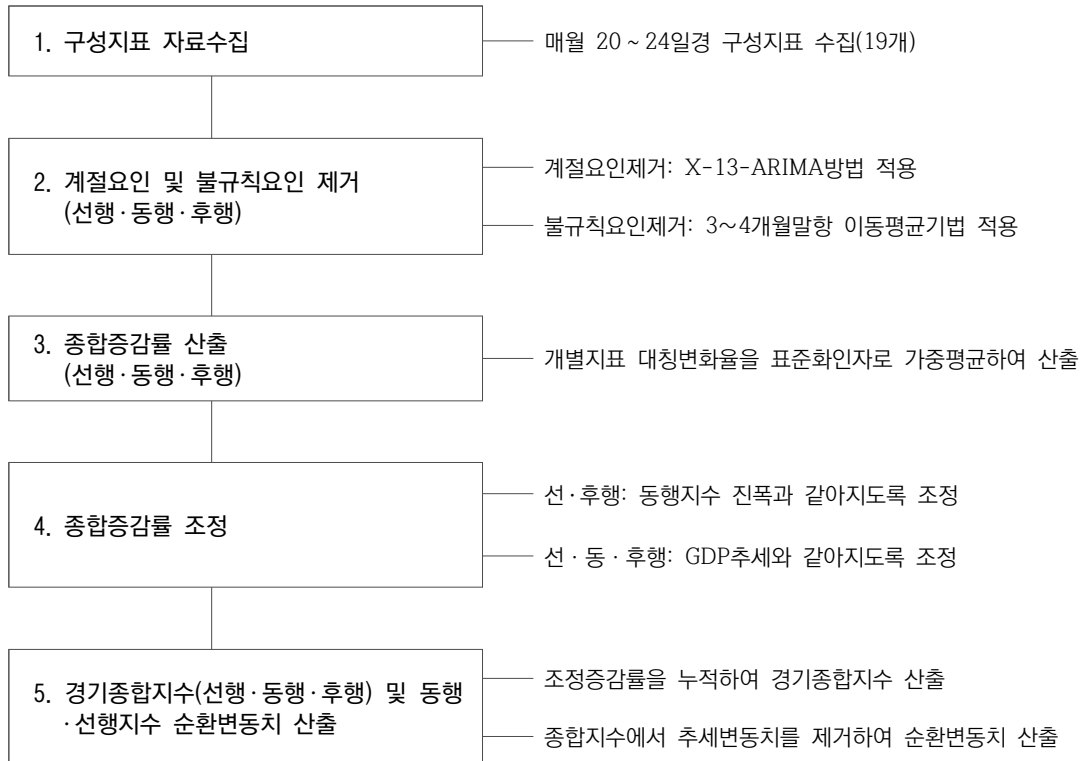 1. 구성지표 자료수집
매월 20 ~ 24일경 구성지표 수집(19개)
2. 계절요인 및 불규칙요인 제거
(선행·동행·후행)
계절요인제거: X-13-ARIMA방법 적용
불규칙요인제거: 3～4개월말항 이동평균기법 적용
3. 종합증감률 산출
(선행·동행·후행)
개별지표 대칭변화율을 표준화인자로 가중평균하여 산출
4. 종합증감률 조정
선·후행: 동행지수 진폭과 같아지도록 조정
선 · 동 · 후행: GDP추세와 같아지도록 조정
5. 경기종합지수(선행·동행·후행) 및 동행
·선행지수 순환변동치 산출
조정증감률을 누적하여 경기종합지수 산출
종합지수에서 추세변동치를 제거하여 순환변동치 산출